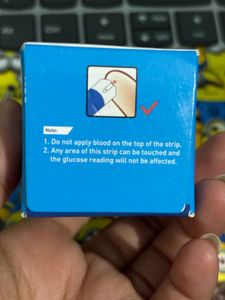 Note:
1. Do not apply blood on the top of the strip.
2. Any area of this strip can be touched and
the glucose reading will not be affected.